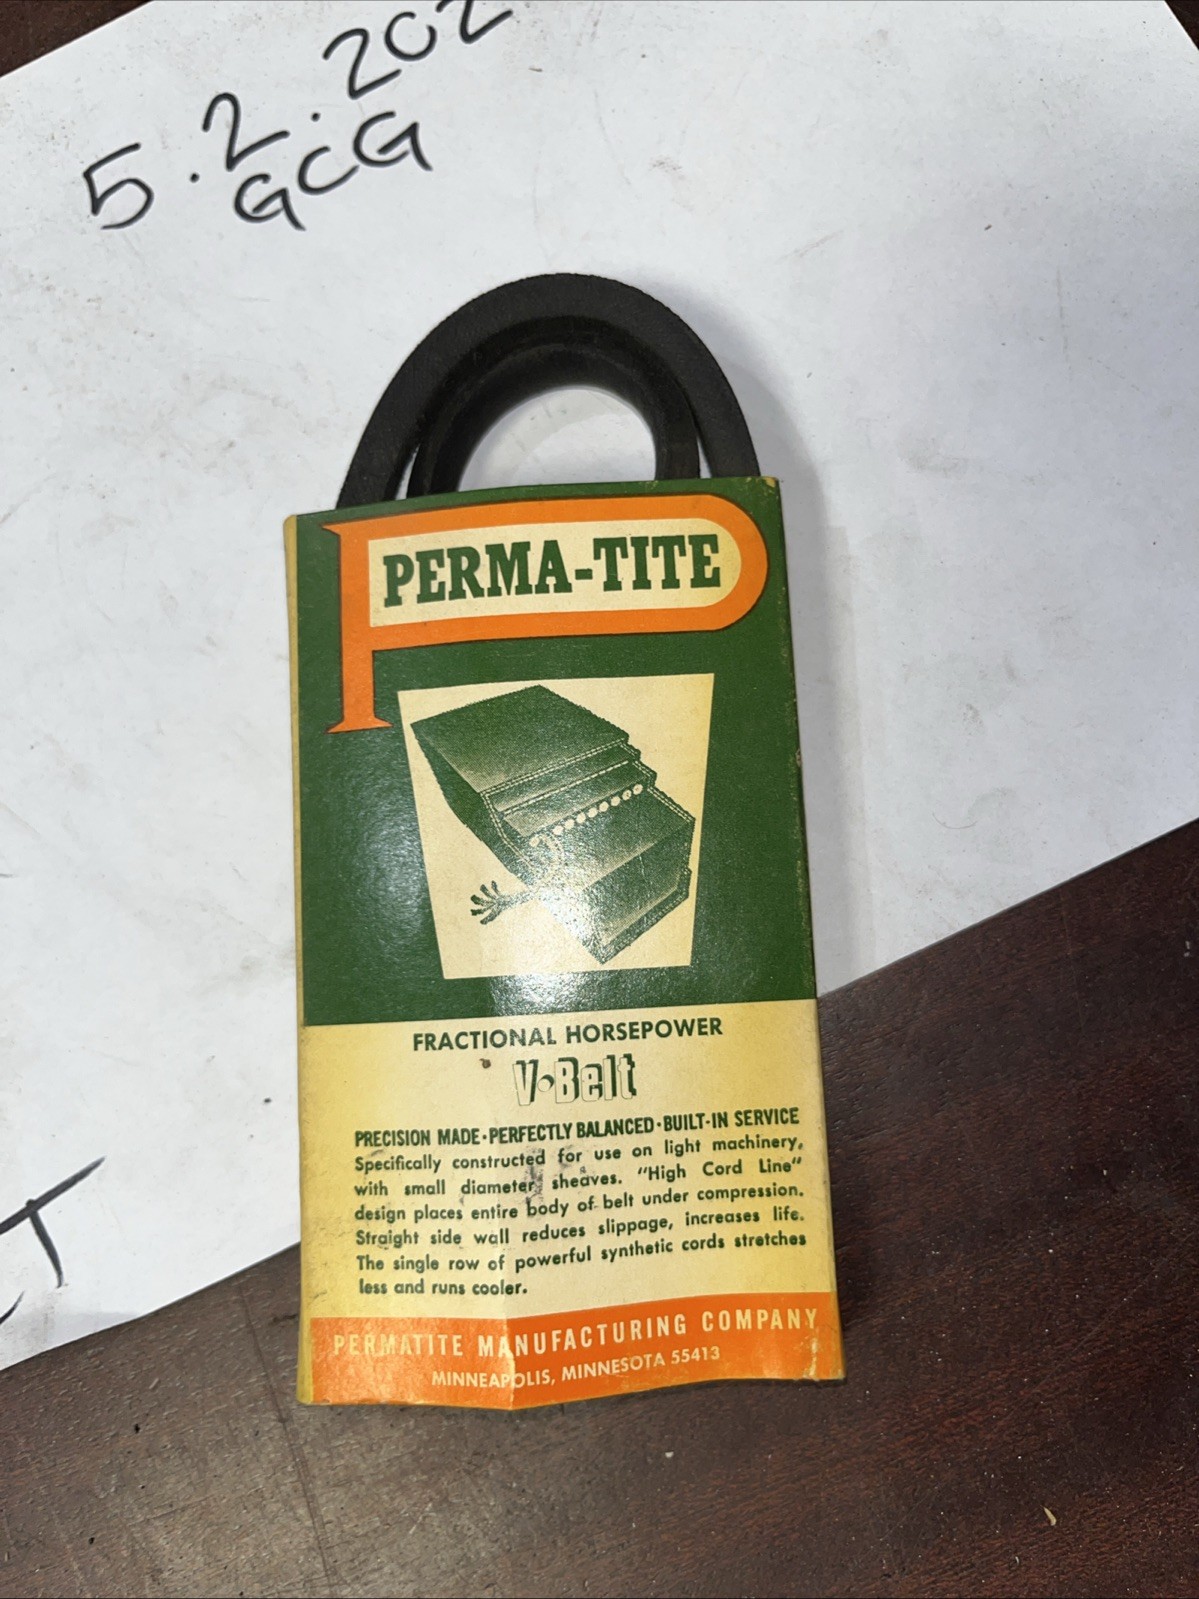 5.2.202
GCG
PERMA-TITE
FRACTIONAL HORSEPOWER
V•Belt
PRECISION MADE•PERFECTLY BALANCED•BUILT-IN SERVICE
Specifically constructed for use on light machinery,
with small diameter sheaves. "High Cord Line"
design places entire body of belt under compression.
Straight side wall reduces slippage, increases life.
The single row of powerful synthetic cords stretches
less and runs cooler.
PERMATITE MANUFACTURING COMPANY
MINNEAPOLIS, MINNESOTA 55413